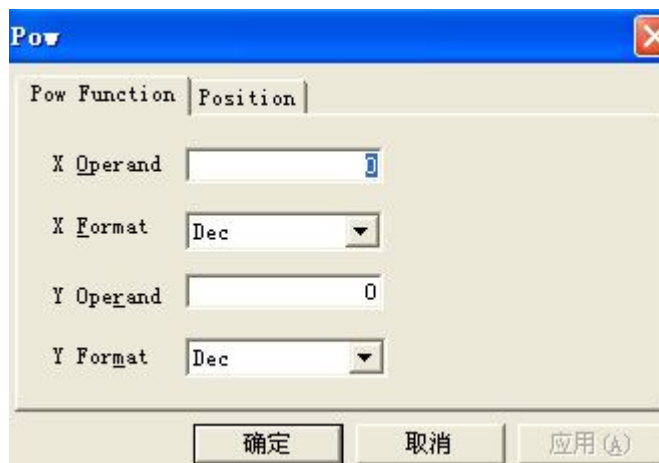 Pow
Pow Function Position
X Operand 0
X Format Dec
Y Operand 0
Y Format Dec
确定 取消 应用(A)